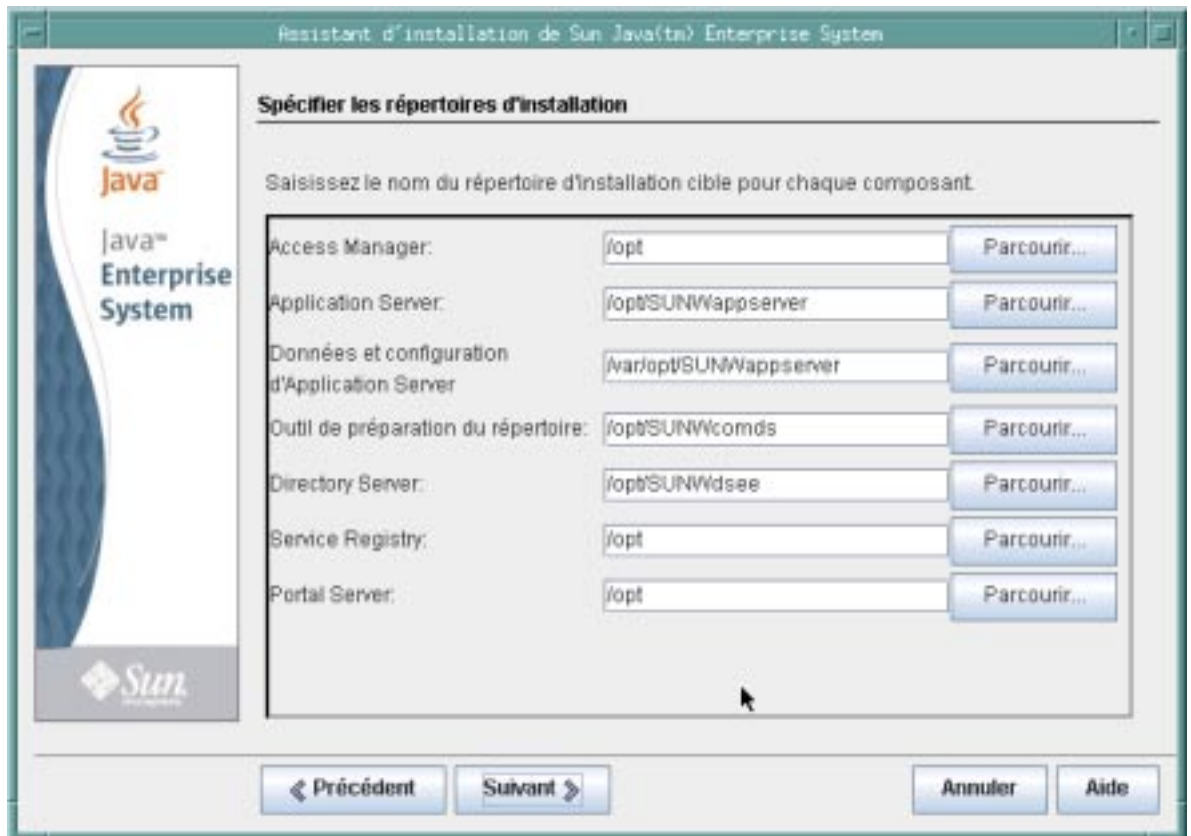 Assistant d'installation de Sun Java(tm) Enterprise System
Java
Java™
Enterprise
System
Sun
Spécifier les répertoires d'installation
Saisissez le nom du répertoire d'installation cible pour chaque composant.
Access Manager: /opt Parcourir...
Application Server: /opt/SUNWappserver Parcourir...
Données et configuration
d'Application Server /var/opt/SUNWappserver Parcourir...
Outil de préparation du répertoire: /opt/SUNWcomds Parcourir...
Directory Server: /opt/SUNWdsee Parcourir...
Service Registry: /opt Parcourir...
Portal Server: /opt Parcourir...
Précédent Suivant Annuler Aide